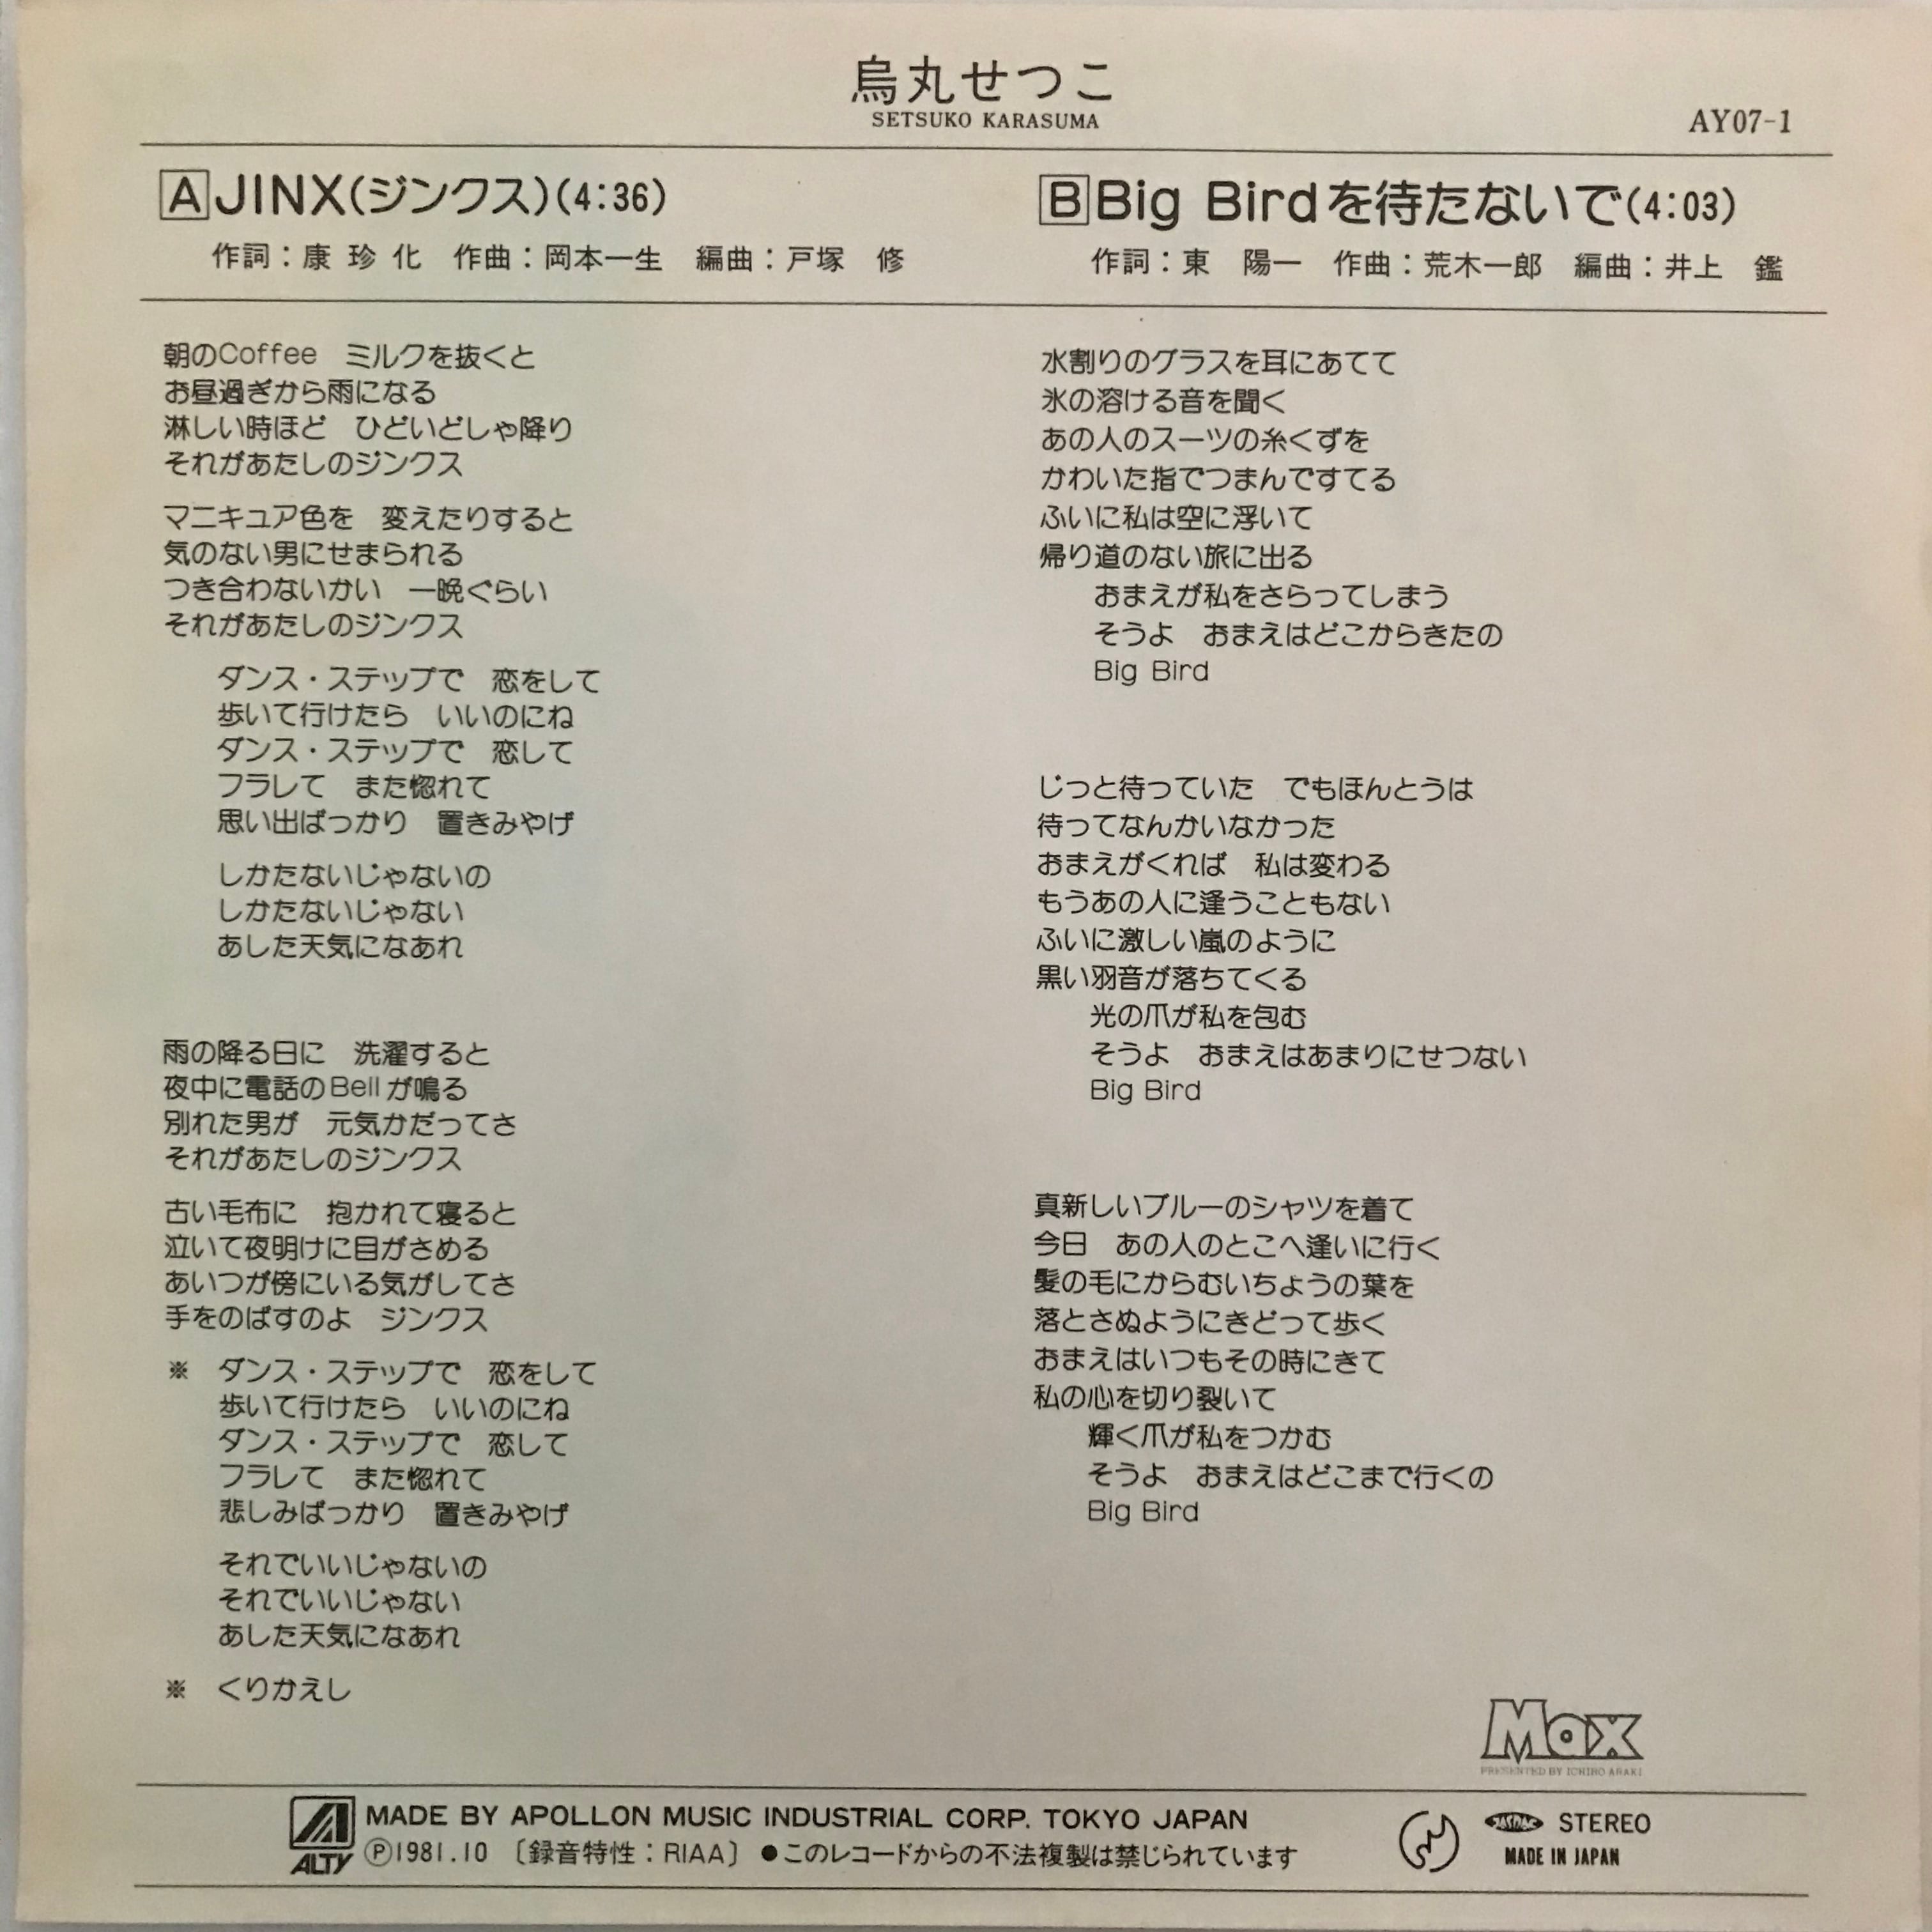 烏丸せつこ
SETSUKO KARASUMA
AY07-1
A JINX(ジンクス)(4:36)
作詞：康 珍 化　作曲：岡本一生　編曲：戸塚　修
朝のCoffee　ミルクを抜くと
お昼過ぎから雨になる
淋しい時ほど　ひどいどしゃ降り
それがあたしのジンクス
マニキュア色を　変えたりすると
気のない男にせまられる
つき合わないかい　一晩ぐらい
それがあたしのジンクス
ダンス・ステップで　恋をして
歩いて行けたら　いいのにね
ダンス・ステップで　恋して
フラレて　また惚れて
思い出ばっかり　置きみやげ
しかたないじゃないの
しかたないじゃない
あした天気になあれ
雨の降る日に　洗濯すると
夜中に電話のBellが鳴る
別れた男が　元気かだってさ
それがあたしのジンクス
古い毛布に　抱かれて寝ると
泣いて夜明けに目がさめる
あいつが傍にいる気がしてさ
手をのばすのよ　ジンクス
※　ダンス・ステップで　恋をして
歩いて行けたら　いいのにね
ダンス・ステップで　恋して
フラレて　また惚れて
悲しみばっかり　置きみやげ
それでいいじゃないの
それでいいじゃない
あした天気になあれ
※　くりかえし
B Big Birdを待たないで(4:03)
作詞：東　陽一　作曲：荒木一郎　編曲：井上　鑑
水割りのグラスを耳にあてて
氷の溶ける音を聞く
あの人のスーツの糸くずを
かわいた指でつまんですてる
ふいに私は空に浮いて
帰り道のない旅に出る
おまえが私をさらってしまう
そうよ　おまえはどこからきたの
Big Bird
じっと待っていた　でもほんとうは
待ってなんかいなかった
おまえがくれば　私は変わる
もうあの人に逢うこともない
ふいに激しい嵐のように
黒い羽音が落ちてくる
光の爪が私を包む
そうよ　おまえはあまりにせつない
Big Bird
真新しいブルーのシャツを着て
今日　あの人のとこへ逢いに行く
髪の毛にからむいちょうの葉を
落とさぬようにきどって歩く
おまえはいつもその時にきて
私の心を切り裂いて
輝く爪が私をつかむ
そうよ　おまえはどこまで行くの
Big Bird
Max
PRESENTED BY ICHIRO ARAKI
ALTY
MADE BY APOLLON MUSIC INDUSTRIAL CORP. TOKYO JAPAN
Ⓟ1981.10 〔録音特性：RIAA〕 ●このレコードからの不法複製は禁じられています
JASRAC STEREO
MADE IN JAPAN